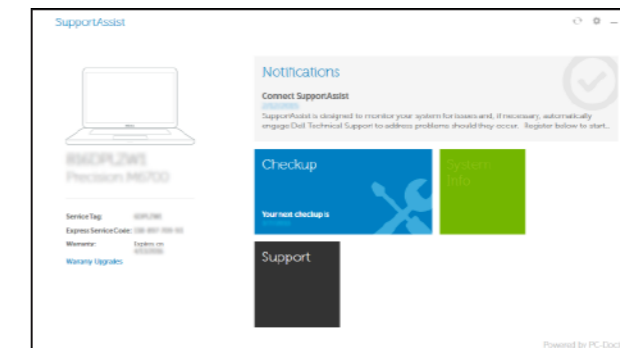 SupportAssist
Notifications
Connect SupportAssist
SupportAssist is designed to monitor your system for issues and, if necessary, automatically
engage Dell Technical Support to address problems should they occur. Register below to start...
Precision M6700
Checkup
System
Info
Your next checkup is
Service Tag:
Express Service Code:
Warranty: Expires on
Warranty Upgrades
Support
Powered by PC-Doct